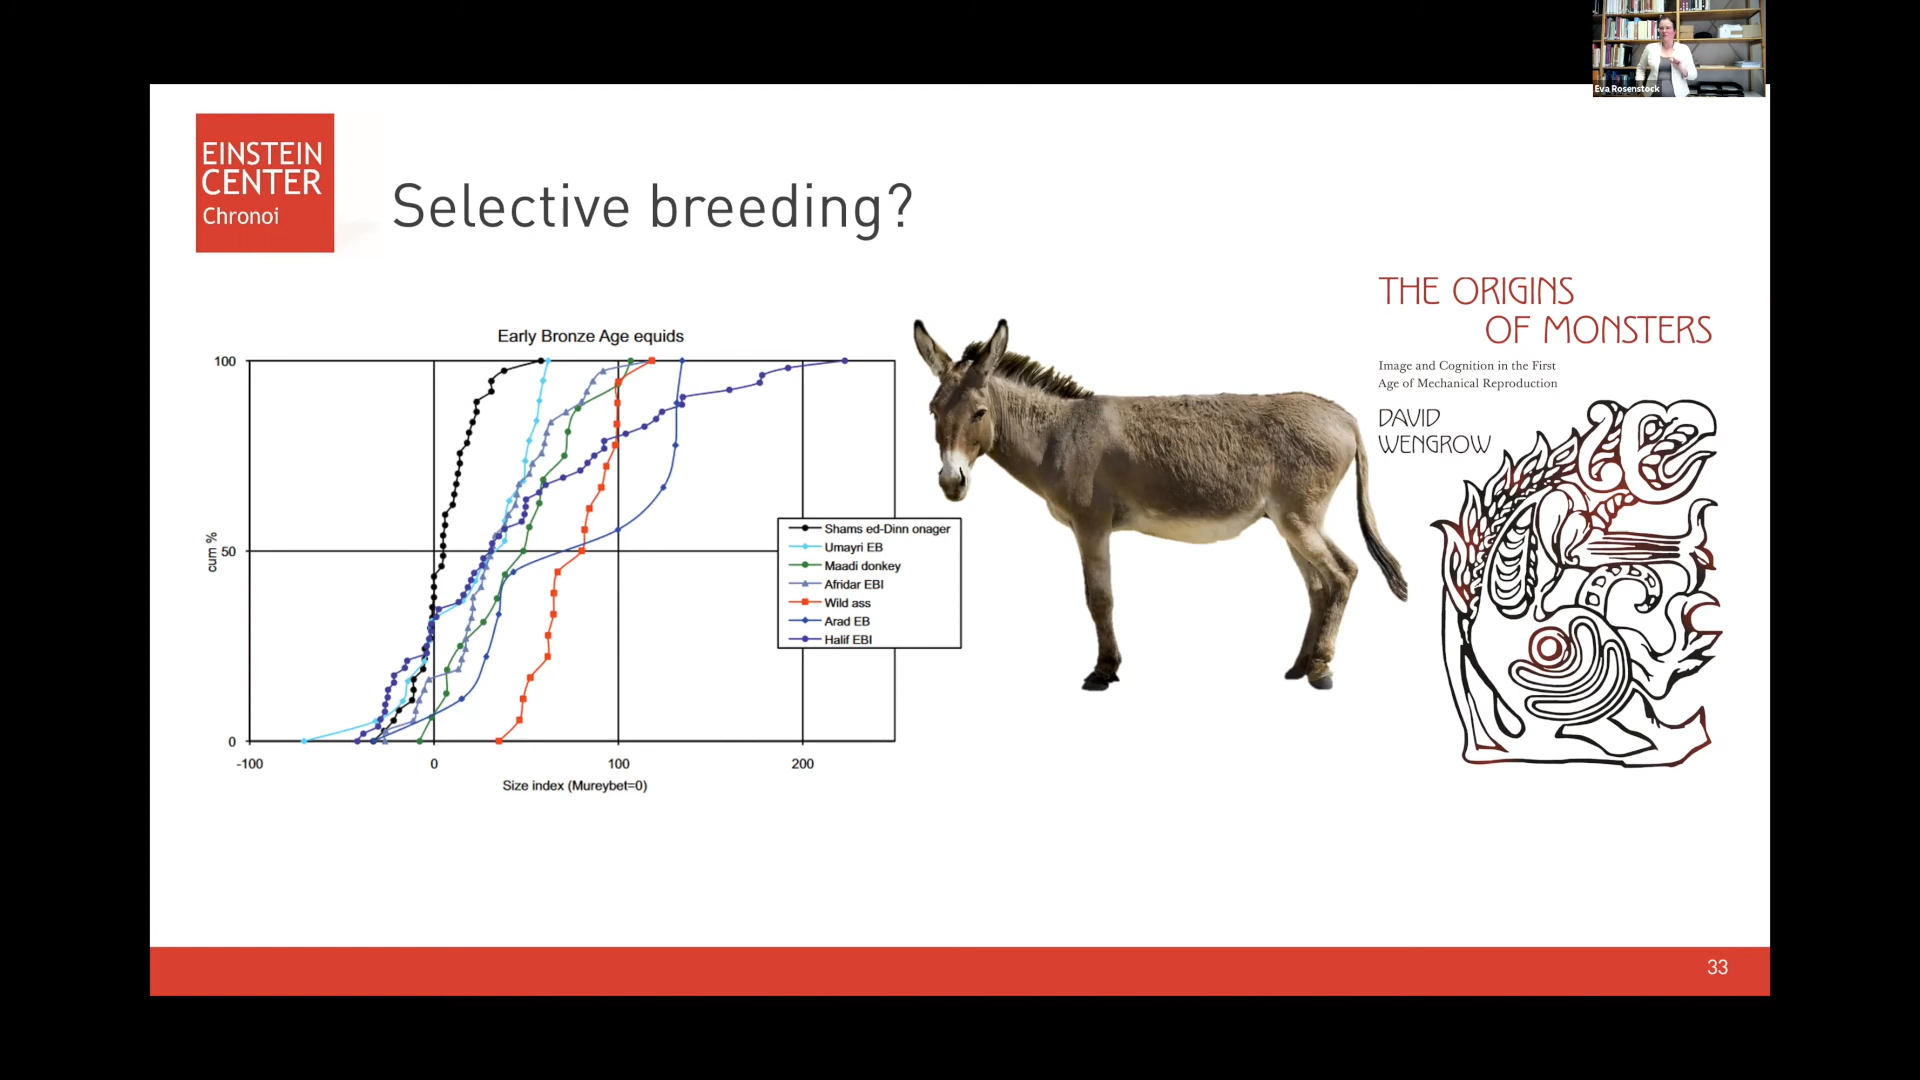 Eva Rosenstock
EINSTEIN
CENTER
Chronoi
Selective breeding?
Early Bronze Age equids
100
50
0
cum %
-100
0
100
200
Size index (Mureybet=0)
Shams ed-Dinn onager
Umayri EB
Maadi donkey
Afridar EBI
Wild ass
Arad EB
Halif EBI
THE ORIGINS
OF MONSTERS
Image and Cognition in the First
Age of Mechanical Reproduction
DAVID
WENGROW
33